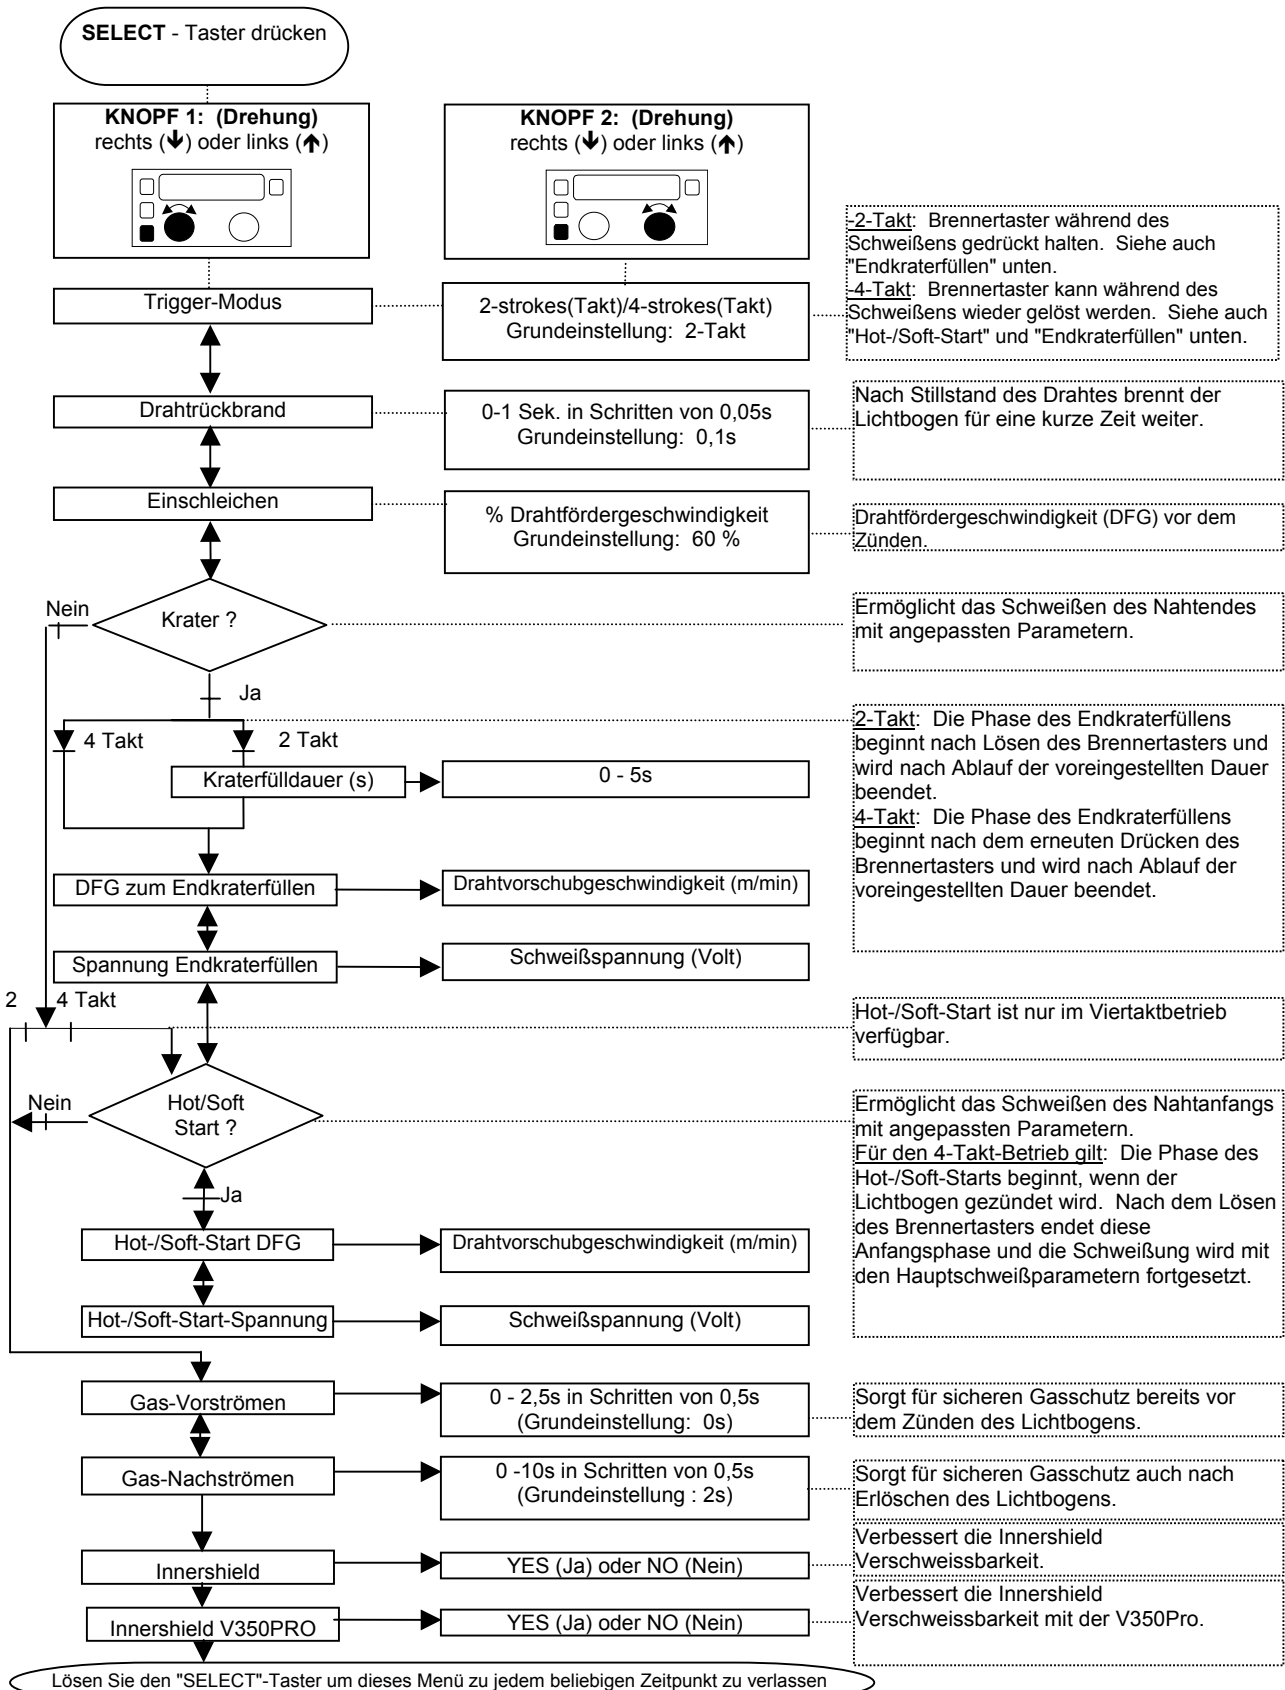 SELECT - Taster drücken
KNOPF 1: (Drehung)
rechts (🡻) oder links (🡹)
KNOPF 2: (Drehung)
rechts (🡻) oder links (🡹)
Trigger-Modus
2-strokes(Takt)/4-strokes(Takt)
Grundeinstellung: 2-Takt
-2-Takt: Brennertaster während des
Schweißens gedrückt halten. Siehe auch
"Endkraterfüllen" unten.
-4-Takt: Brennertaster kann während des
Schweißens wieder gelöst werden. Siehe auch
"Hot-/Soft-Start" und "Endkraterfüllen" unten.
Drahtrückbrand
0-1 Sek. in Schritten von 0,05s
Grundeinstellung: 0,1s
Nach Stillstand des Drahtes brennt der
Lichtbogen für eine kurze Zeit weiter.
Einschleichen
% Drahtfördergeschwindigkeit
Grundeinstellung: 60 %
Drahtfördergeschwindigkeit (DFG) vor dem
Zünden.
Nein
Krater ?
Ermöglicht das Schweißen des Nahtendes
mit angepassten Parametern.
Ja
4 Takt
2 Takt
Kraterfülldauer (s)
0 - 5s
2-Takt: Die Phase des Endkraterfüllens
beginnt nach Lösen des Brennertasters und
wird nach Ablauf der voreingestellten Dauer
beendet.
4-Takt: Die Phase des Endkraterfüllens
beginnt nach dem erneuten Drücken des
Brennertasters und wird nach Ablauf der
voreingestellten Dauer beendet.
DFG zum Endkraterfüllen
Drahtvorschubgeschwindigkeit (m/min)
Spannung Endkraterfüllen
Schweißspannung (Volt)
2
4 Takt
Hot-/Soft-Start ist nur im Viertaktbetrieb
verfügbar.
Nein
Hot/Soft
Start ?
Ermöglicht das Schweißen des Nahtanfangs
mit angepassten Parametern.
Für den 4-Takt-Betrieb gilt: Die Phase des
Hot-/Soft-Starts beginnt, wenn der
Lichtbogen gezündet wird. Nach dem Lösen
des Brennertasters endet diese
Anfangsphase und die Schweißung wird mit
den Hauptschweißparametern fortgesetzt.
Ja
Hot-/Soft-Start DFG
Drahtvorschubgeschwindigkeit (m/min)
Hot-/Soft-Start-Spannung
Schweißspannung (Volt)
Gas-Vorströmen
0 - 2,5s in Schritten von 0,5s
(Grundeinstellung: 0s)
Sorgt für sicheren Gasschutz bereits vor
dem Zünden des Lichtbogens.
Gas-Nachströmen
0 -10s in Schritten von 0,5s
(Grundeinstellung : 2s)
Sorgt für sicheren Gasschutz auch nach
Erlöschen des Lichtbogens.
Innershield
YES (Ja) oder NO (Nein)
Verbessert die Innershield
Verschweissbarkeit.
Innershield V350PRO
YES (Ja) oder NO (Nein)
Verbessert die Innershield
Verschweissbarkeit mit der V350Pro.
Lösen Sie den "SELECT"-Taster um dieses Menü zu jedem beliebigen Zeitpunkt zu verlassen